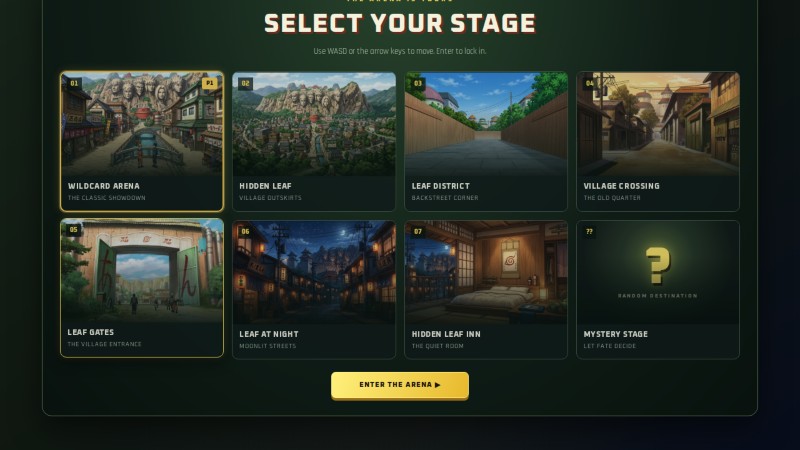 SELECT YOUR STAGE
Use WASD or the arrow keys to move. Enter to lock in.
01
P1
WILDCARD ARENA
THE CLASSIC SHOWDOWN
02
HIDDEN LEAF
VILLAGE OUTSKIRTS
03
LEAF DISTRICT
BACKSTREET CORNER
04
VILLAGE CROSSING
THE OLD QUARTER
05
LEAF GATES
THE VILLAGE ENTRANCE
06
LEAF AT NIGHT
MOONLIT STREETS
07
HIDDEN LEAF INN
THE QUIET ROOM
??
?
RANDOM DESTINATION
MYSTERY STAGE
LET FATE DECIDE
ENTER THE ARENA ▶